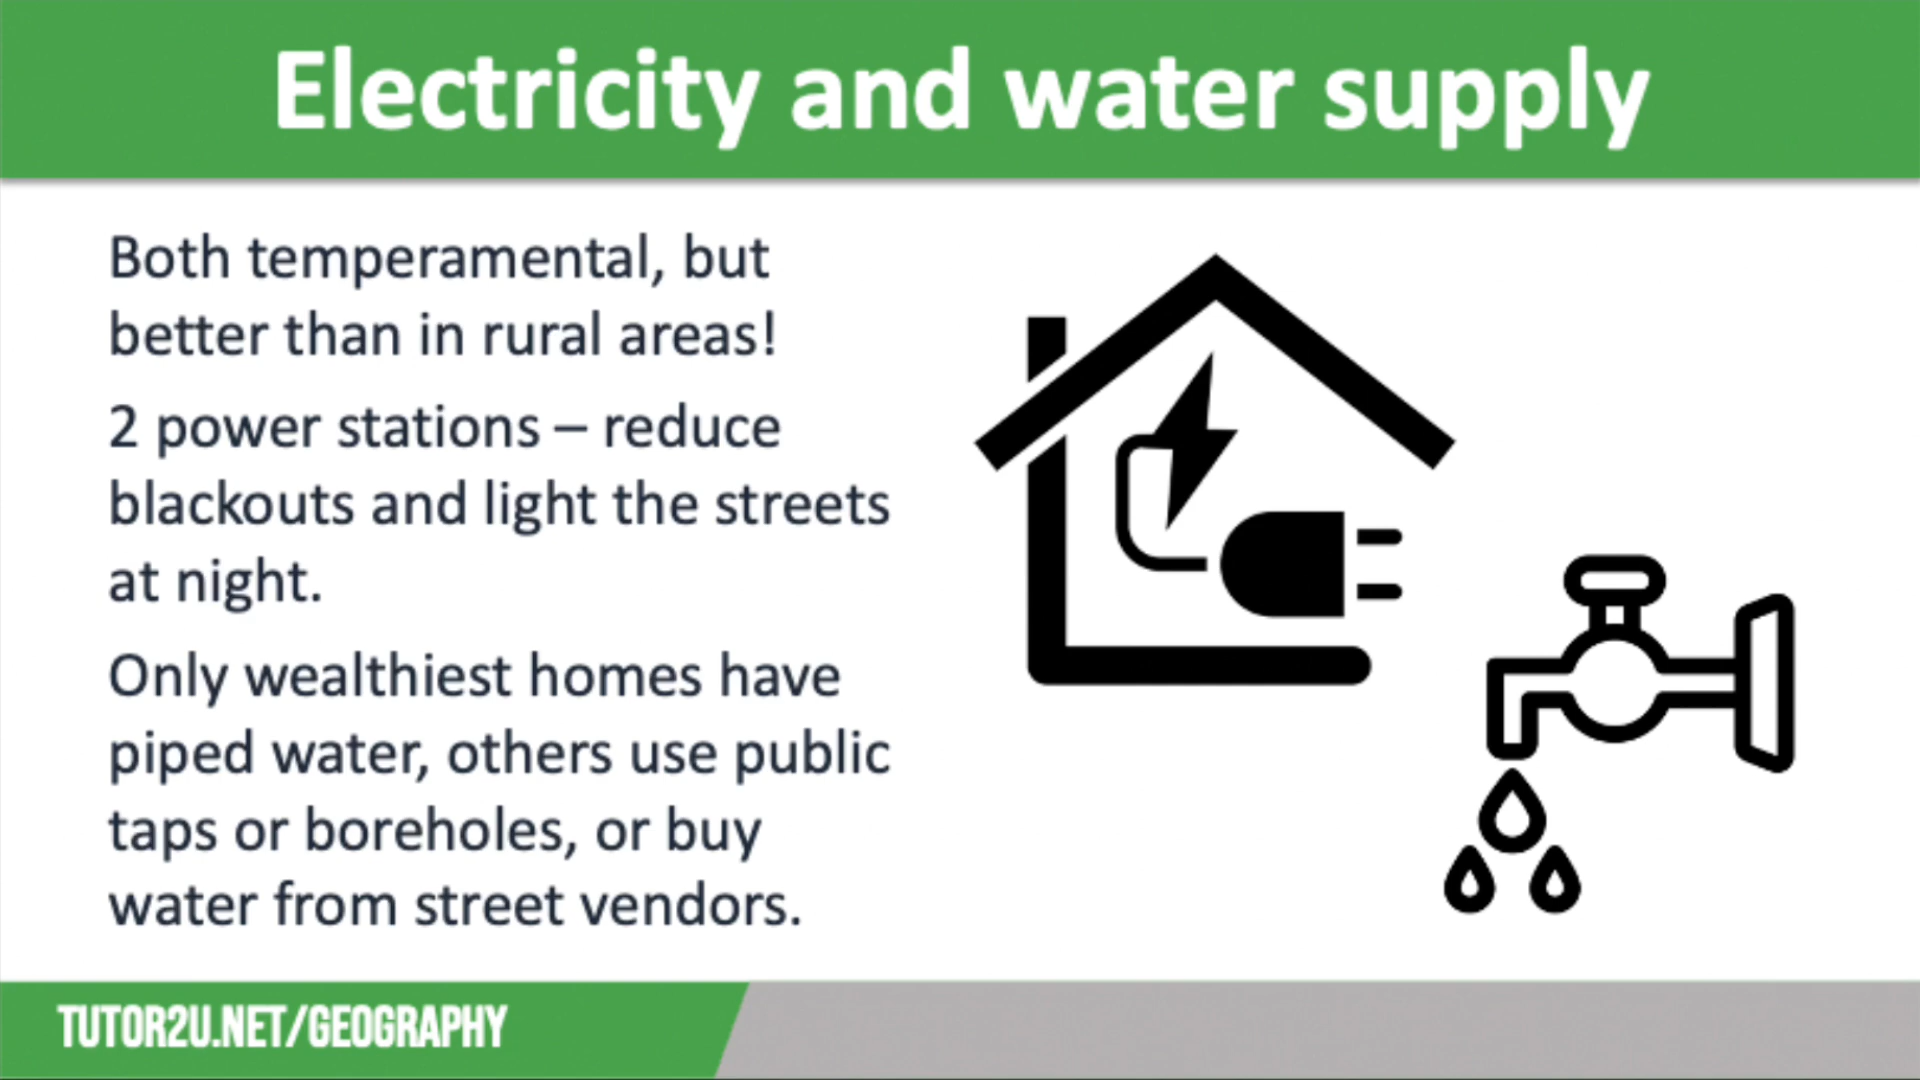 Electricity and water supply
Both temperamental, but
better than in rural areas!
2 power stations – reduce
blackouts and light the streets
at night.
Only wealthiest homes have
piped water, others use public
taps or boreholes, or buy
water from street vendors.
TUTOR2U.NET/GEOGRAPHY